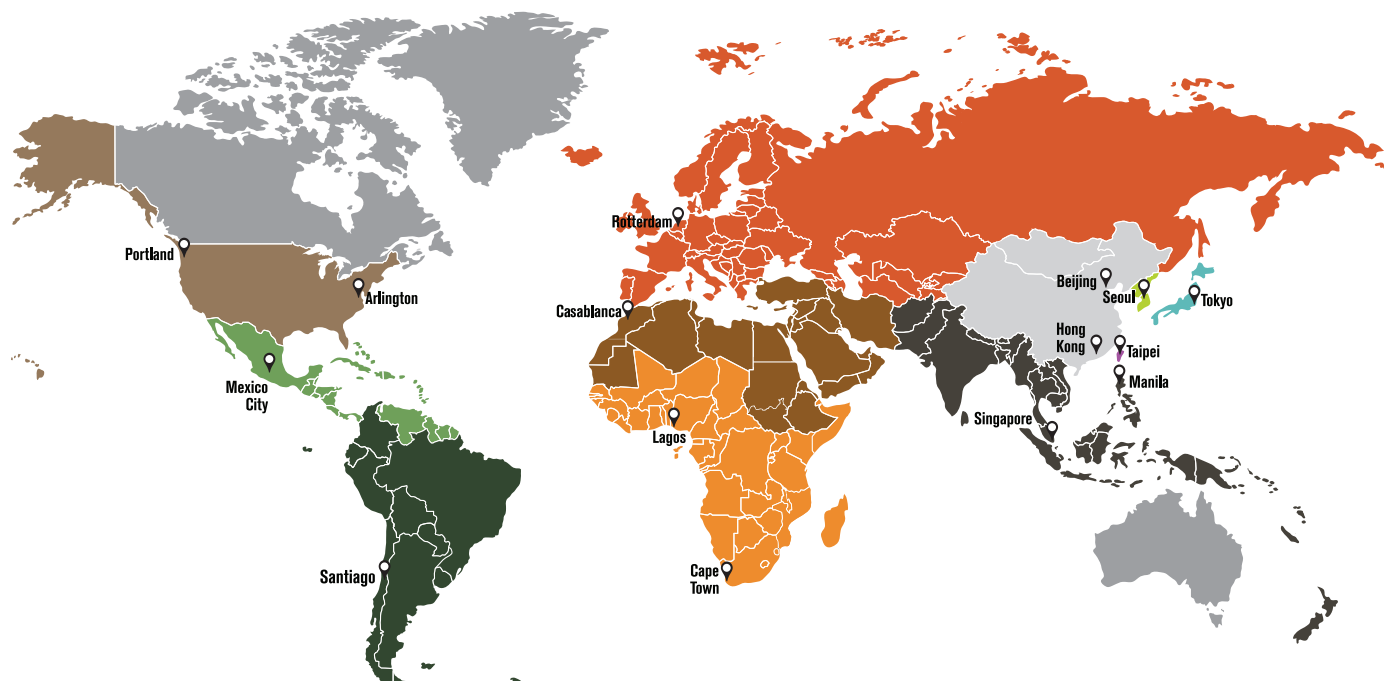 Portland
Arlington
Mexico
City
Santiago
Rotterdam
Casablanca
Lagos
Cape
Town
Beijing
Seoul
Tokyo
Hong
Kong
Taipei
Manila
Singapore